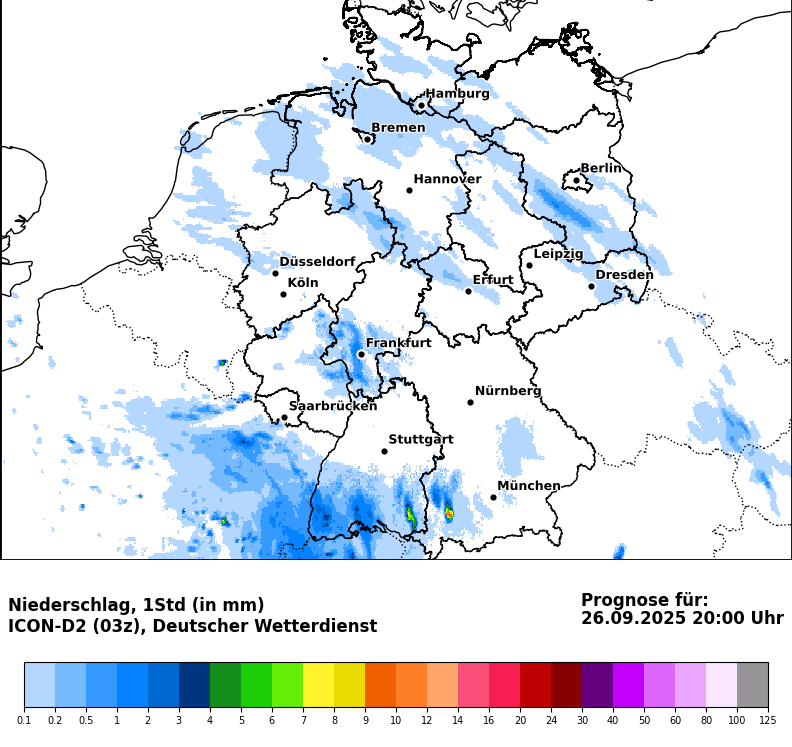 Hamburg
Bremen
Berlin
Hannover
Leipzig
Düsseldorf
Dresden
Köln
Erfurt
Frankfurt
Nürnberg
Saarbrücken
Stuttgart
München
Niederschlag, 1Std (in mm)
ICON-D2 (03z), Deutscher Wetterdienst
Prognose für:
26.09.2025 20:00 Uhr
0.1 0.2 0.5 1 2 3 4 5 6 7 8 9 10 12 14 16 20 24 30 40 50 60 80 100 125